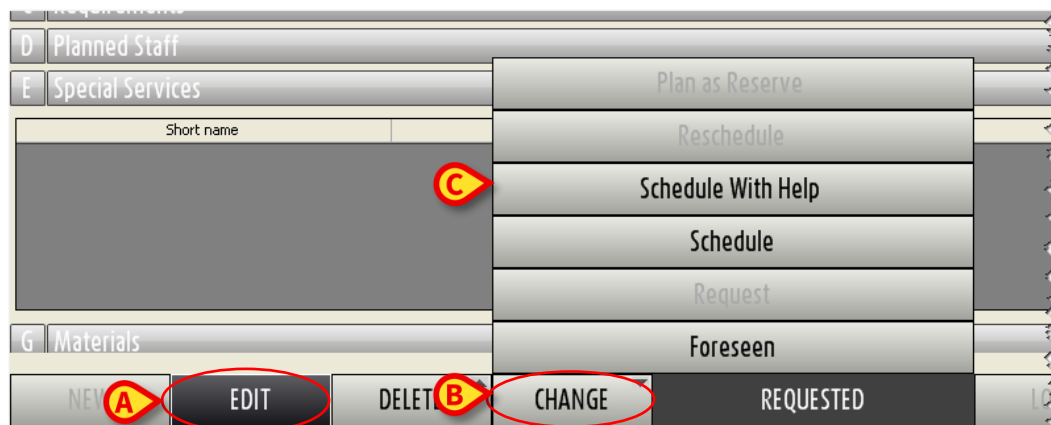 D Planned Staff
E Special Services
Plan as Reserve
Short name
Reschedule
C
Schedule With Help
Schedule
Request
G Materials
Foreseen
A
EDIT
B
CHANGE
REQUESTED